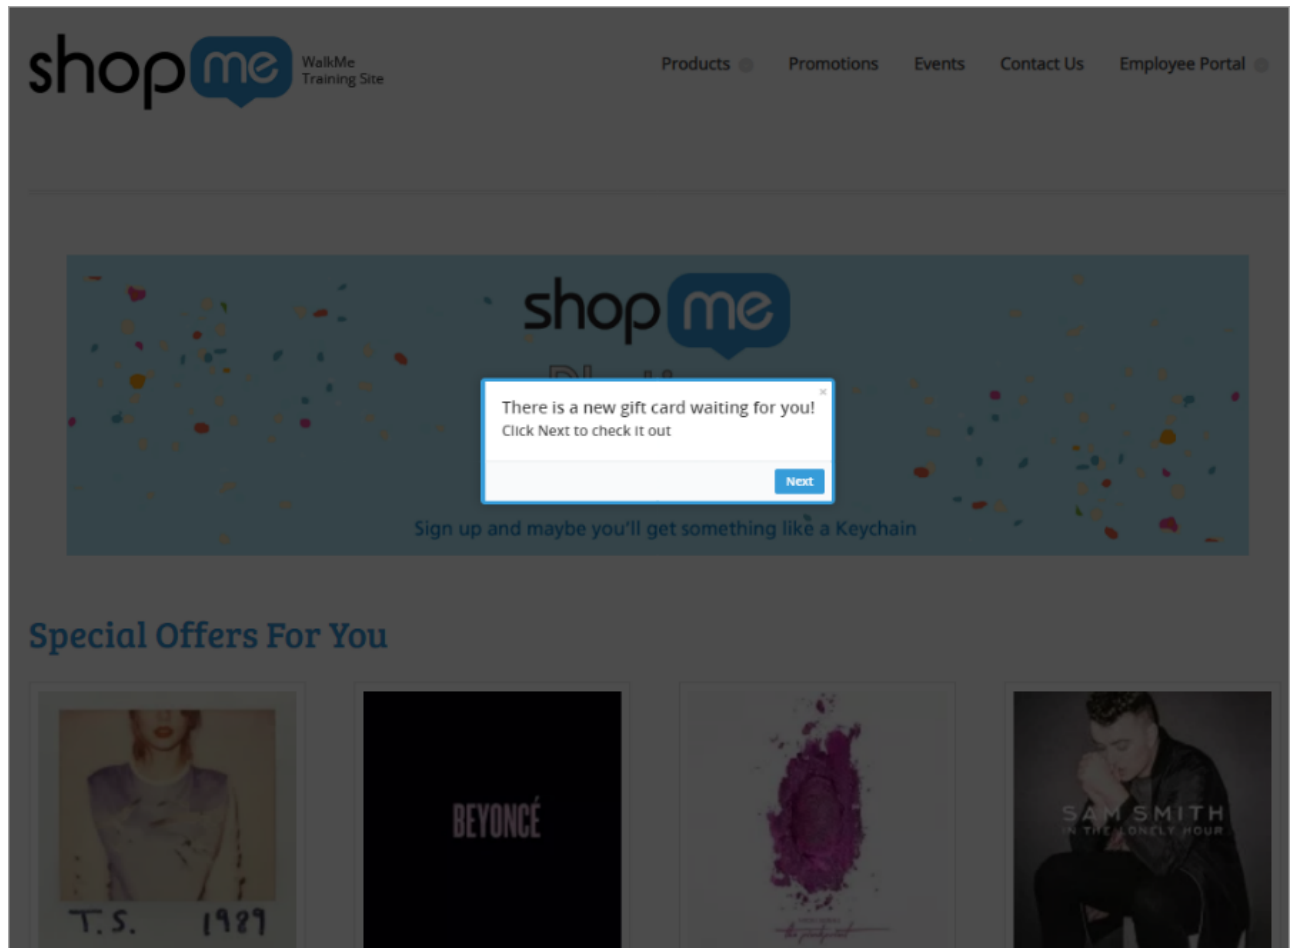 shop me
WalkMe
Training Site
Products
Promotions
Events
Contact Us
Employee Portal
shop me
There is a new gift card waiting for you!
×
Click Next to check it out
Next
Sign up and maybe you'll get something like a Keychain
Special Offers For You
T.S. 1989
BEYONCÉ
SAM SMITH
IN THE LONELY HOUR